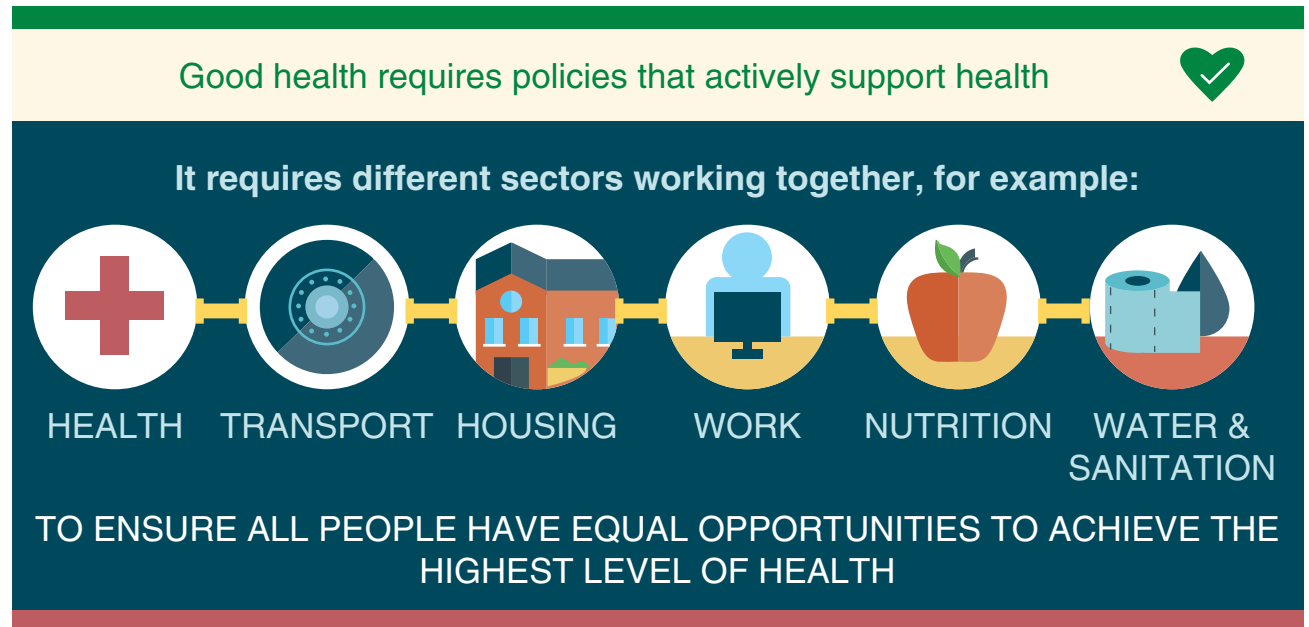 Good health requires policies that actively support health
It requires different sectors working together, for example:
HEALTH
TRANSPORT
HOUSING
WORK
NUTRITION
WATER &
SANITATION
TO ENSURE ALL PEOPLE HAVE EQUAL OPPORTUNITIES TO ACHIEVE THE
HIGHEST LEVEL OF HEALTH